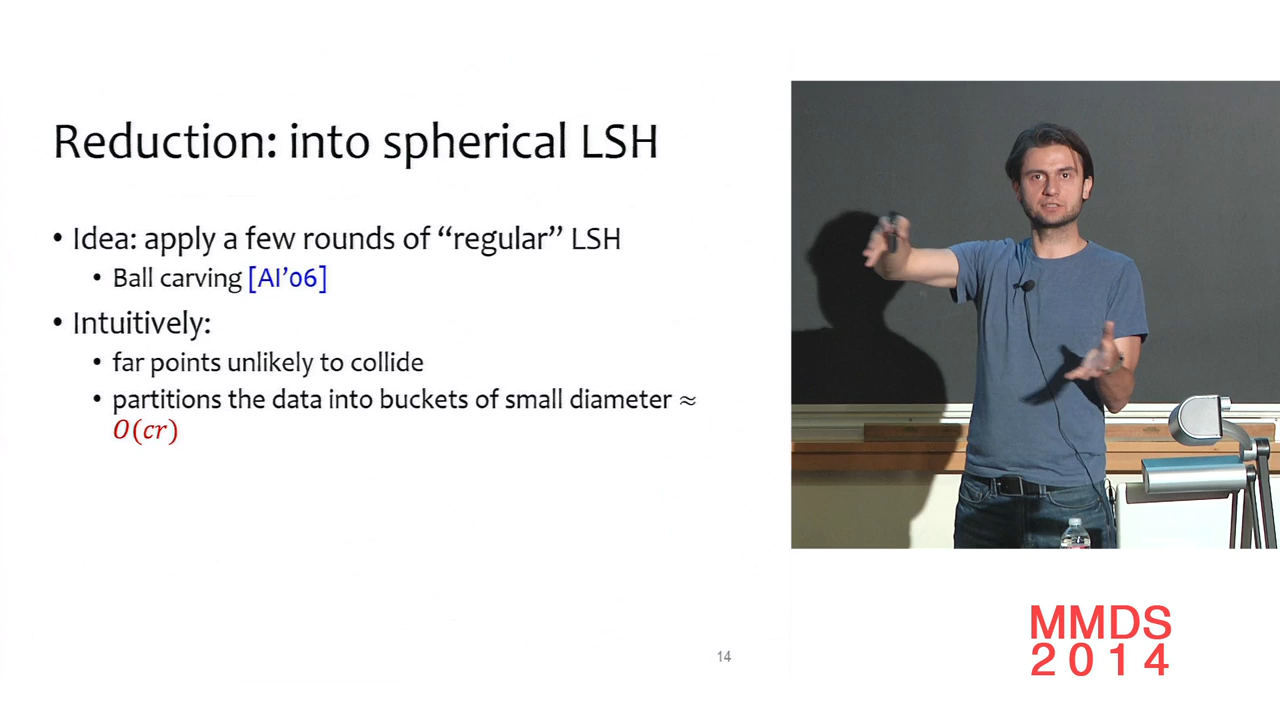 Reduction: into spherical LSH
• Idea: apply a few rounds of “regular” LSH
• Ball carving [AI’06]
• Intuitively:
• far points unlikely to collide
• partitions the data into buckets of small diameter ≈
O(cr)
14
MMDS
2014